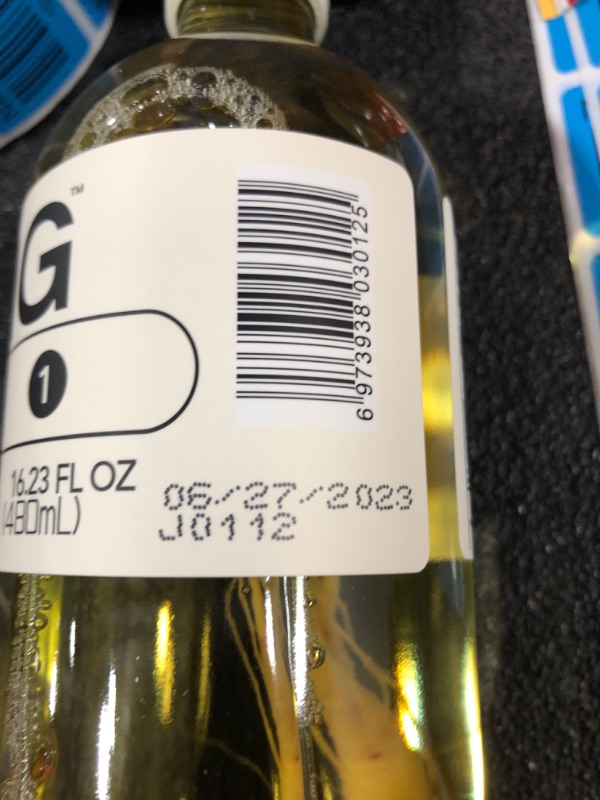 G™
1
16.23 FL OZ
(480mL)
6 973938 030125
06/27/2023
J0112